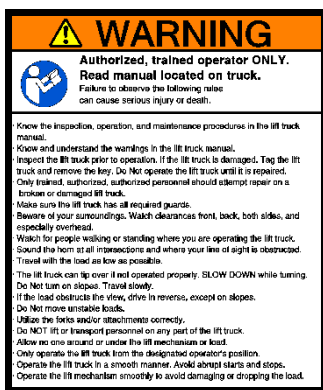 WARNING
Authorized, trained operator ONLY.
Read manual located on truck.
Failure to observe the following rules
can cause serious injury or death.
· Know the inspection, operation, and maintenance procedures in the lift truck
manual.
· Know and understand the warnings in the lift truck manual.
· Inspect the lift truck prior to operation. If the lift truck is damaged. Tag the lift
truck and remove the key. Do Not operate the lift truck until it is repaired.
· Only trained, authorized, authorized personnel should attempt repair on a
broken or damaged lift truck.
· Make sure the lift truck has all required guards.
· Beware of your surroundings. Watch clearances front, back, both sides, and
especially overhead.
· Watch for people walking or standing where you are operating the lift truck.
· Sound the horn at all intersections and where your line of sight is obstructed.
· Travel with the load as low as possible.
· The lift truck can tip over if not operated properly. SLOW DOWN while turning.
Do Not turn on slopes. Travel slowly.
· If the load obstructs the view, drive in reverse, except on slopes.
· Do Not move unstable loads.
· Utilize the forks and/or attachments correctly.
· Do NOT lift or transport personnel on any part of the lift truck.
· Allow no one around or under the lift mechanism or load.
· Only operate the lift truck from the designated operator's position.
· Operate the lift truck in a smooth manner. Avoid abrupt starts and stops.
· Operate the lift mechanism smoothly to avoid damaging or dropping the load.